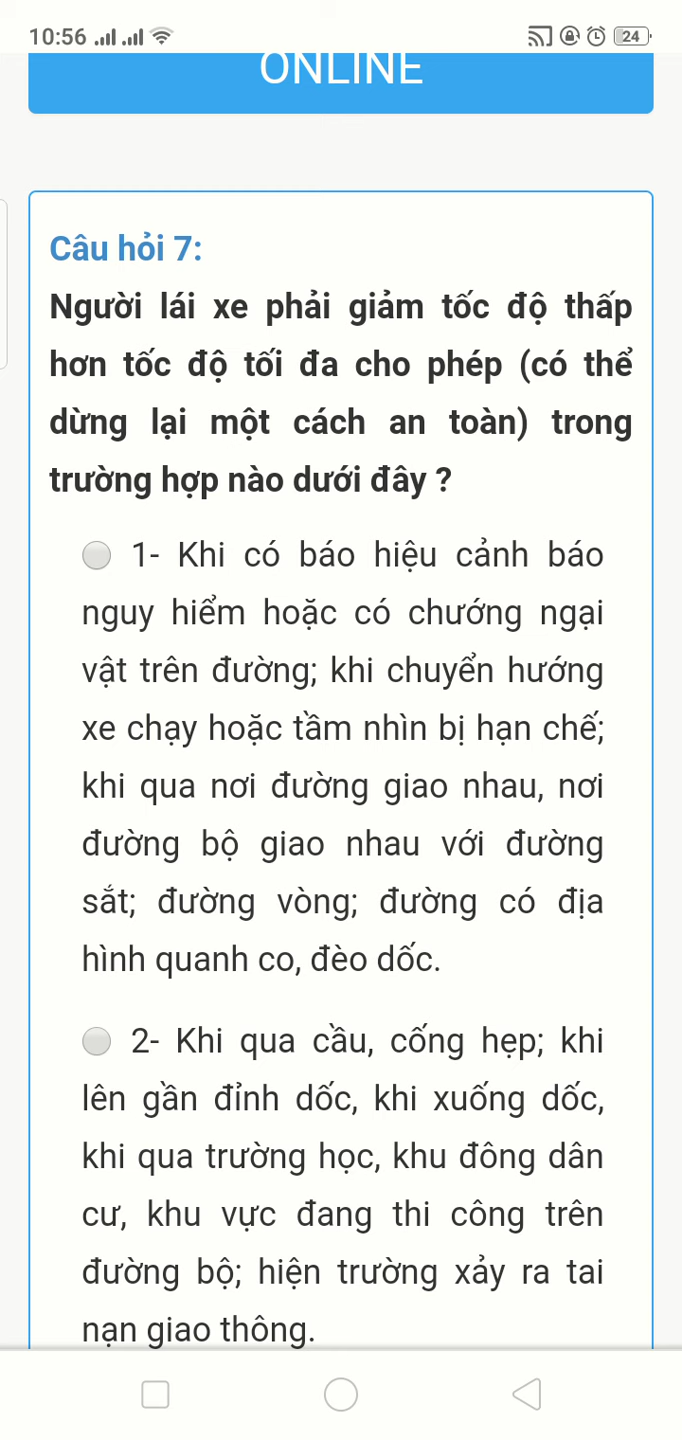 10:56
24
ONLINE
Câu hỏi 7:
Người lái xe phải giảm tốc độ thấp
hơn tốc độ tối đa cho phép (có thể
dừng lại một cách an toàn) trong
trường hợp nào dưới đây ?
1- Khi có báo hiệu cảnh báo
nguy hiểm hoặc có chướng ngại
vật trên đường; khi chuyển hướng
xe chạy hoặc tầm nhìn bị hạn chế;
khi qua nơi đường giao nhau, nơi
đường bộ giao nhau với đường
sắt; đường vòng; đường có địa
hình quanh co, đèo dốc.
2- Khi qua cầu, cống hẹp; khi
lên gần đỉnh dốc, khi xuống dốc,
khi qua trường học, khu đông dân
cư, khu vực đang thi công trên
đường bộ; hiện trường xảy ra tai
nạn giao thông.